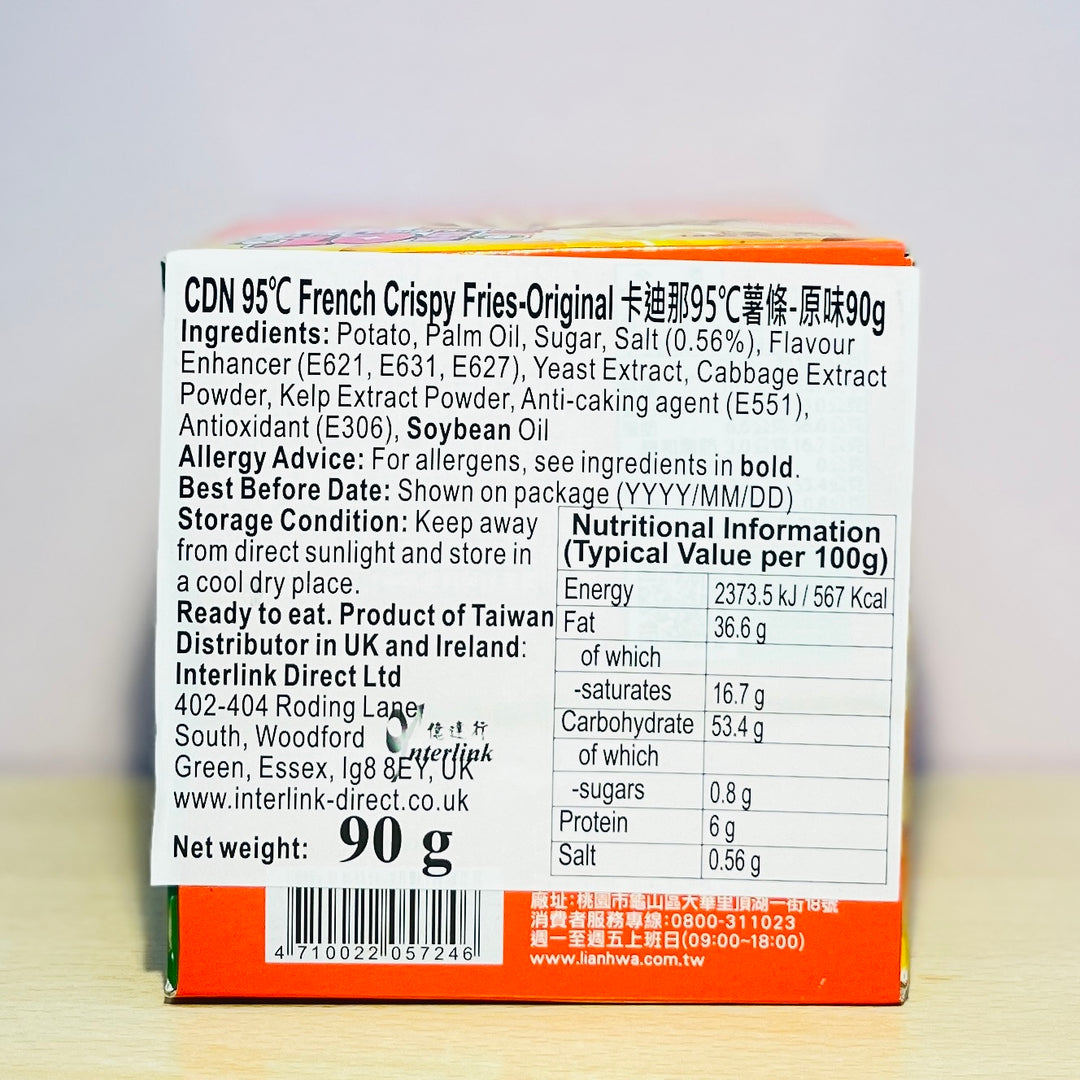 CDN 95℃ French Crispy Fries-Original 卡迪那95℃薯條-原味90g
Ingredients: Potato, Palm Oil, Sugar, Salt (0.56%), Flavour
Enhancer (E621, E631, E627), Yeast Extract, Cabbage Extract
Powder, Kelp Extract Powder, Anti-caking agent (E551),
Antioxidant (E306), Soybean Oil
Allergy Advice: For allergens, see ingredients in bold.
Best Before Date: Shown on package (YYYY/MM/DD)
Storage Condition: Keep away
from direct sunlight and store in
a cool dry place.
Ready to eat. Product of Taiwan
Distributor in UK and Ireland:
Interlink Direct Ltd
402-404 Roding Lane,
South, Woodford
Green, Essex, Ig8 8EY, UK
www.interlink-direct.co.uk
億達行
Interlink
Net weight: 90 g
Nutritional Information
(Typical Value per 100g)
Energy 2373.5 kJ / 567 Kcal
Fat 36.6 g
of which
-saturates 16.7 g
Carbohydrate 53.4 g
of which
-sugars 0.8 g
Protein 6 g
Salt 0.56 g
4 710022 057246
廠址:桃園市龜山區大華里頂湖一街18號
消費者服務專線:0800-311023
週一至週五上班日(09:00~18:00)
www.lianhwa.com.tw